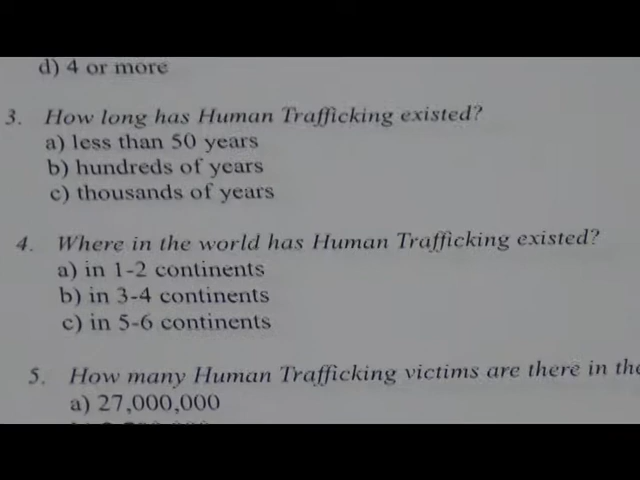 d) 4 or more
3. How long has Human Trafficking existed?
a) less than 50 years
b) hundreds of years
c) thousands of years
4. Where in the world has Human Trafficking existed?
a) in 1-2 continents
b) in 3-4 continents
c) in 5-6 continents
5. How many Human Trafficking victims are there in the
a) 27,000,000